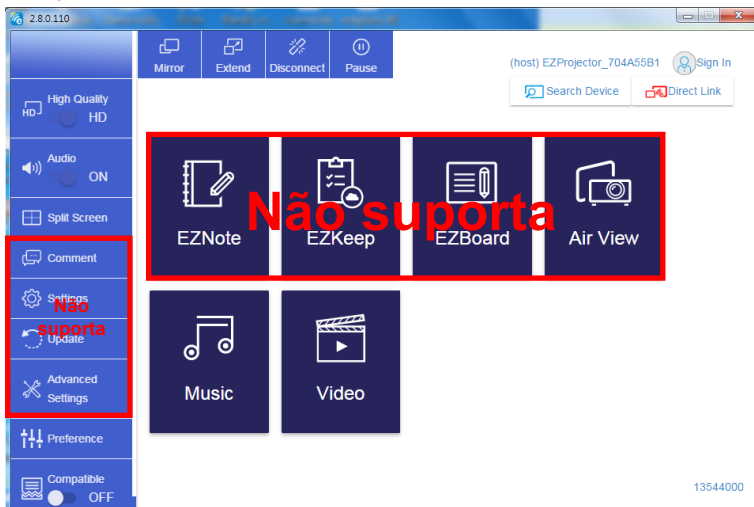 2.8.0.110
Mirror Extend Disconnect Pause
(host) EZProjector_704A55B1 Sign In
Search Device Direct Link
High Quality
HD HD
Audio
ON
Split Screen
Comment
Settings
Update
Advanced
Settings
Preference
Compatible
OFF
Não
suporta
Não suporta
EZNote EZKeep EZBoard Air View
Music Video
13544000